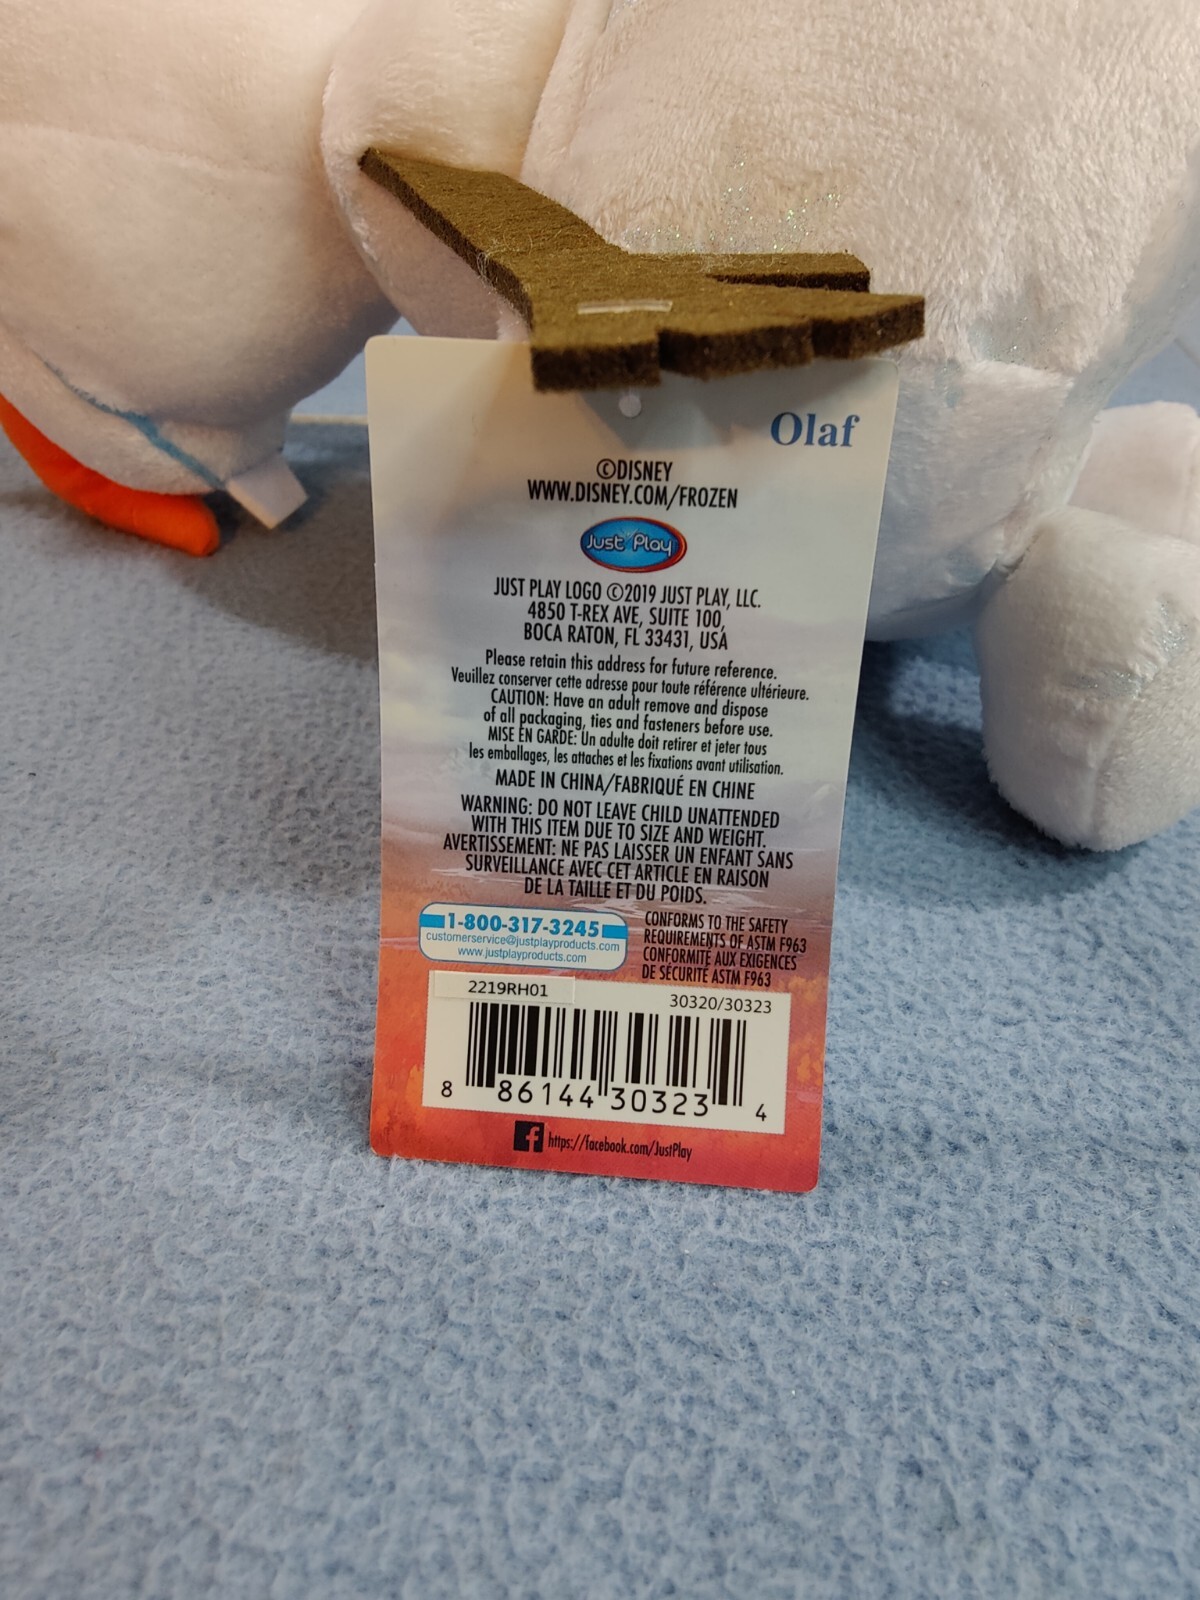 Olaf
©DISNEY
WWW.DISNEY.COM/FROZEN
Just Play
JUST PLAY LOGO ©2019 JUST PLAY, LLC.
4850 T-REX AVE, SUITE 100,
BOCA RATON, FL 33431, USA
Please retain this address for future reference.
Veuillez conserver cette adresse pour toute référence ultérieure.
CAUTION: Have an adult remove and dispose
of all packaging, ties and fasteners before use.
MISE EN GARDE: Un adulte doit retirer et jeter tous
les emballages, les attaches et les fixations avant utilisation.
MADE IN CHINA/FABRIQUÉ EN CHINE
WARNING: DO NOT LEAVE CHILD UNATTENDED
WITH THIS ITEM DUE TO SIZE AND WEIGHT.
AVERTISSEMENT: NE PAS LAISSER UN ENFANT SANS
SURVEILLANCE AVEC CET ARTICLE EN RAISON
DE LA TAILLE ET DU POIDS.
1-800-317-3245
customerservice@justplayproducts.com
www.justplayproducts.com
CONFORMS TO THE SAFETY
REQUIREMENTS OF ASTM F963
CONFORMITÉ AUX EXIGENCES
DE SÉCURITÉ ASTM F963
2219RH01
30320/30323
8 86144 30323 4
f https://facebook.com/JustPlay